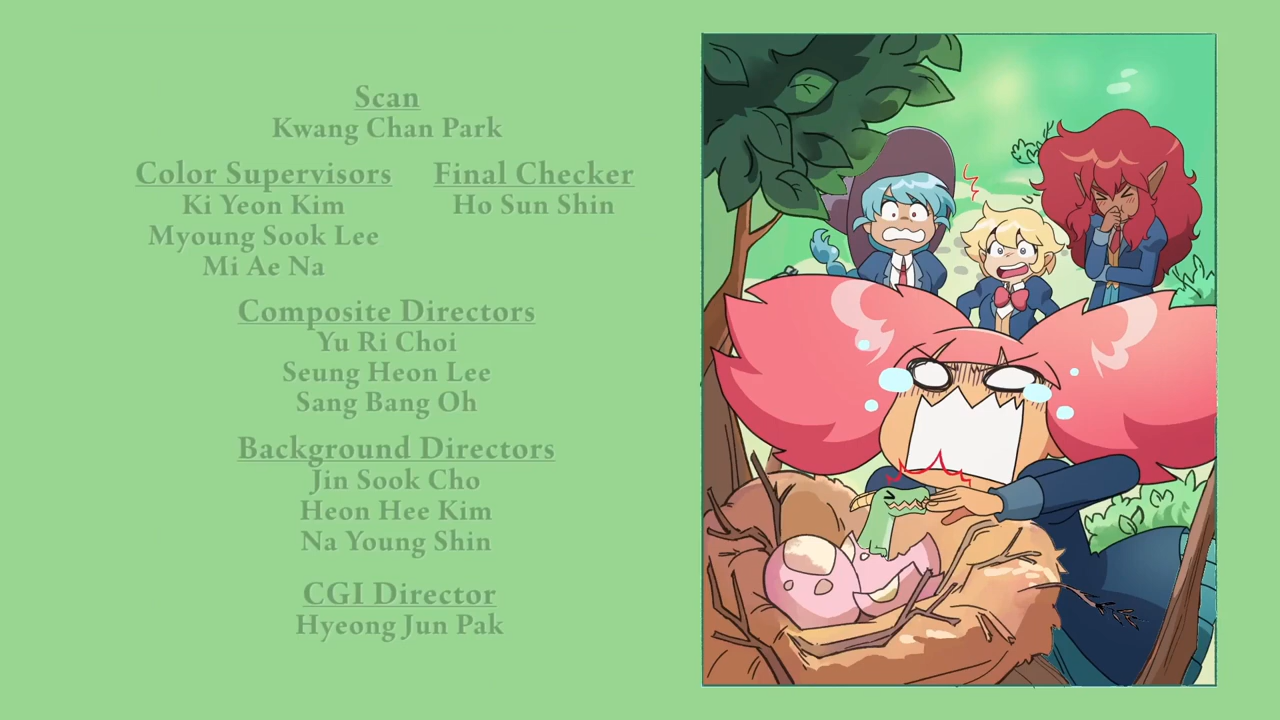 Scan
Kwang Chan Park
Color Supervisors
Ki Yeon Kim
Myoung Sook Lee
Mi Ae Na
Final Checker
Ho Sun Shin
Composite Directors
Yu Ri Choi
Seung Heon Lee
Sang Bang Oh
Background Directors
Jin Sook Cho
Heon Hee Kim
Na Young Shin
CGI Director
Hyeong Jun Pak